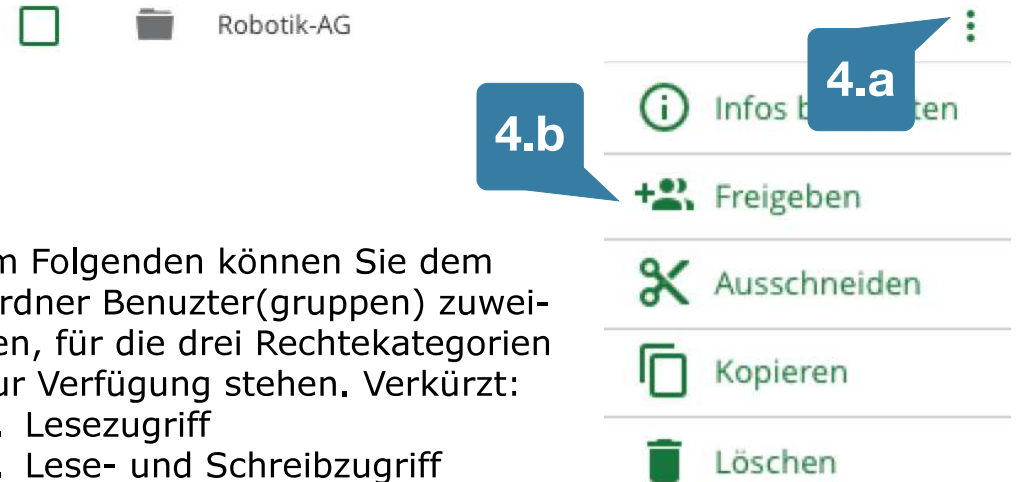 Robotik-AG
4.a
Infos b ten
4.b
Freigeben
Ausschneiden
Kopieren
Löschen
m Folgenden können Sie dem
rdner Benuzter(gruppen) zuwei-
en, für die drei Rechtekategorien
ur Verfügung stehen. Verkürzt:
. Lesezugriff
. Lese- und Schreibzugriff